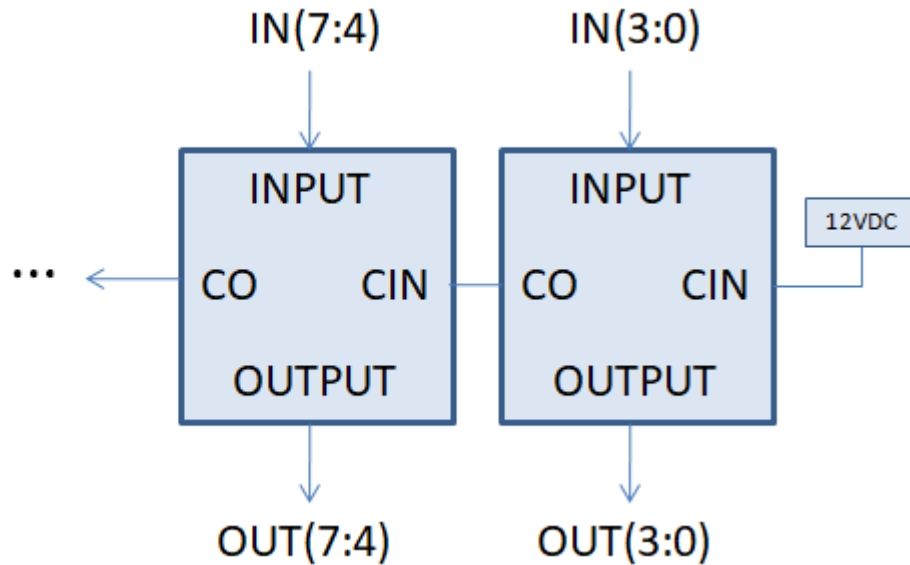 IN(7:4) IN(3:0)
INPUT INPUT
12VDC
... CO CIN CO CIN
OUTPUT OUTPUT
OUT(7:4) OUT(3:0)